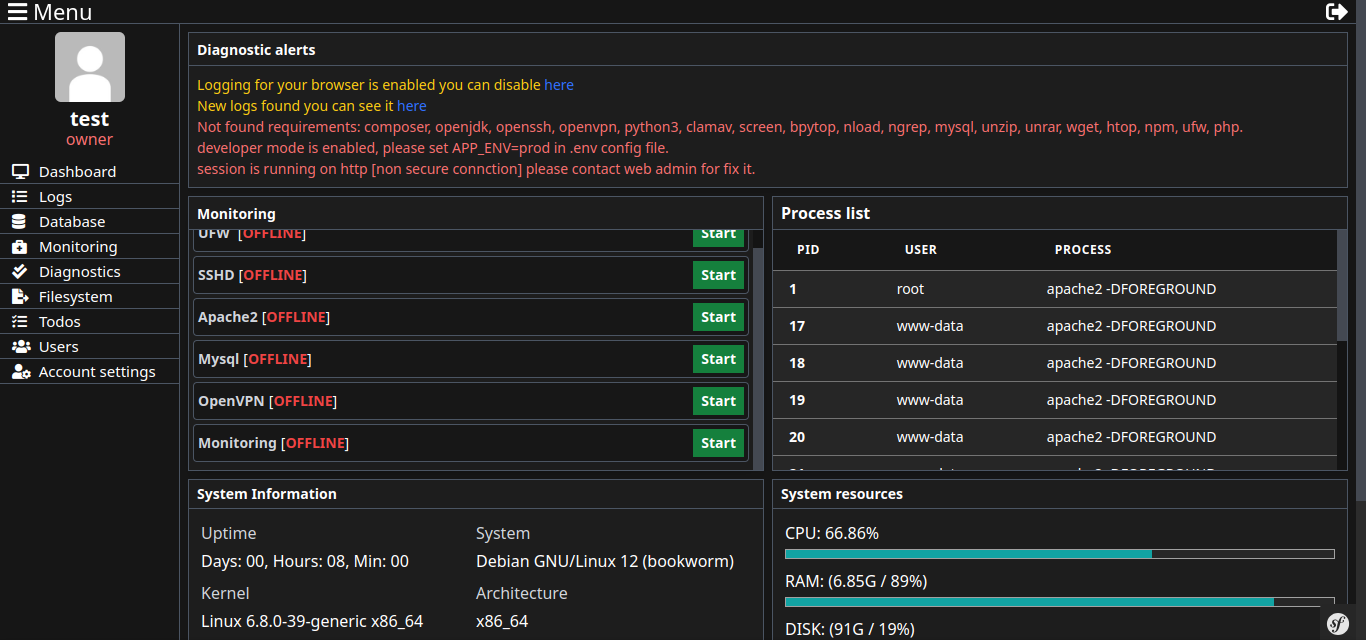 Menu
test
owner
Dashboard
Logs
Database
Monitoring
Diagnostics
Filesystem
Todos
Users
Account settings
Diagnostic alerts
Logging for your browser is enabled you can disable here
New logs found you can see it here
Not found requirements: composer, openjdk, openssh, openvpn, python3, clamav, screen, bpytop, nload, ngrep, mysql, unzip, unrar, wget, htop, npm, ufw, php.
developer mode is enabled, please set APP_ENV=prod in .env config file.
session is running on http [non secure connction] please contact web admin for fix it.
Monitoring
UFW [OFFLINE] Start
SSHD [OFFLINE] Start
Apache2 [OFFLINE] Start
Mysql [OFFLINE] Start
OpenVPN [OFFLINE] Start
Monitoring [OFFLINE] Start
Process list
PID USER PROCESS
1 root apache2 -DFOREGROUND
17 www-data apache2 -DFOREGROUND
18 www-data apache2 -DFOREGROUND
19 www-data apache2 -DFOREGROUND
20 www-data apache2 -DFOREGROUND
System Information
Uptime System
Days: 00, Hours: 08, Min: 00 Debian GNU/Linux 12 (bookworm)
Kernel Architecture
Linux 6.8.0-39-generic x86_64 x86_64
System resources
CPU: 66.86%
RAM: (6.85G / 89%)
DISK: (91G / 19%)
sf